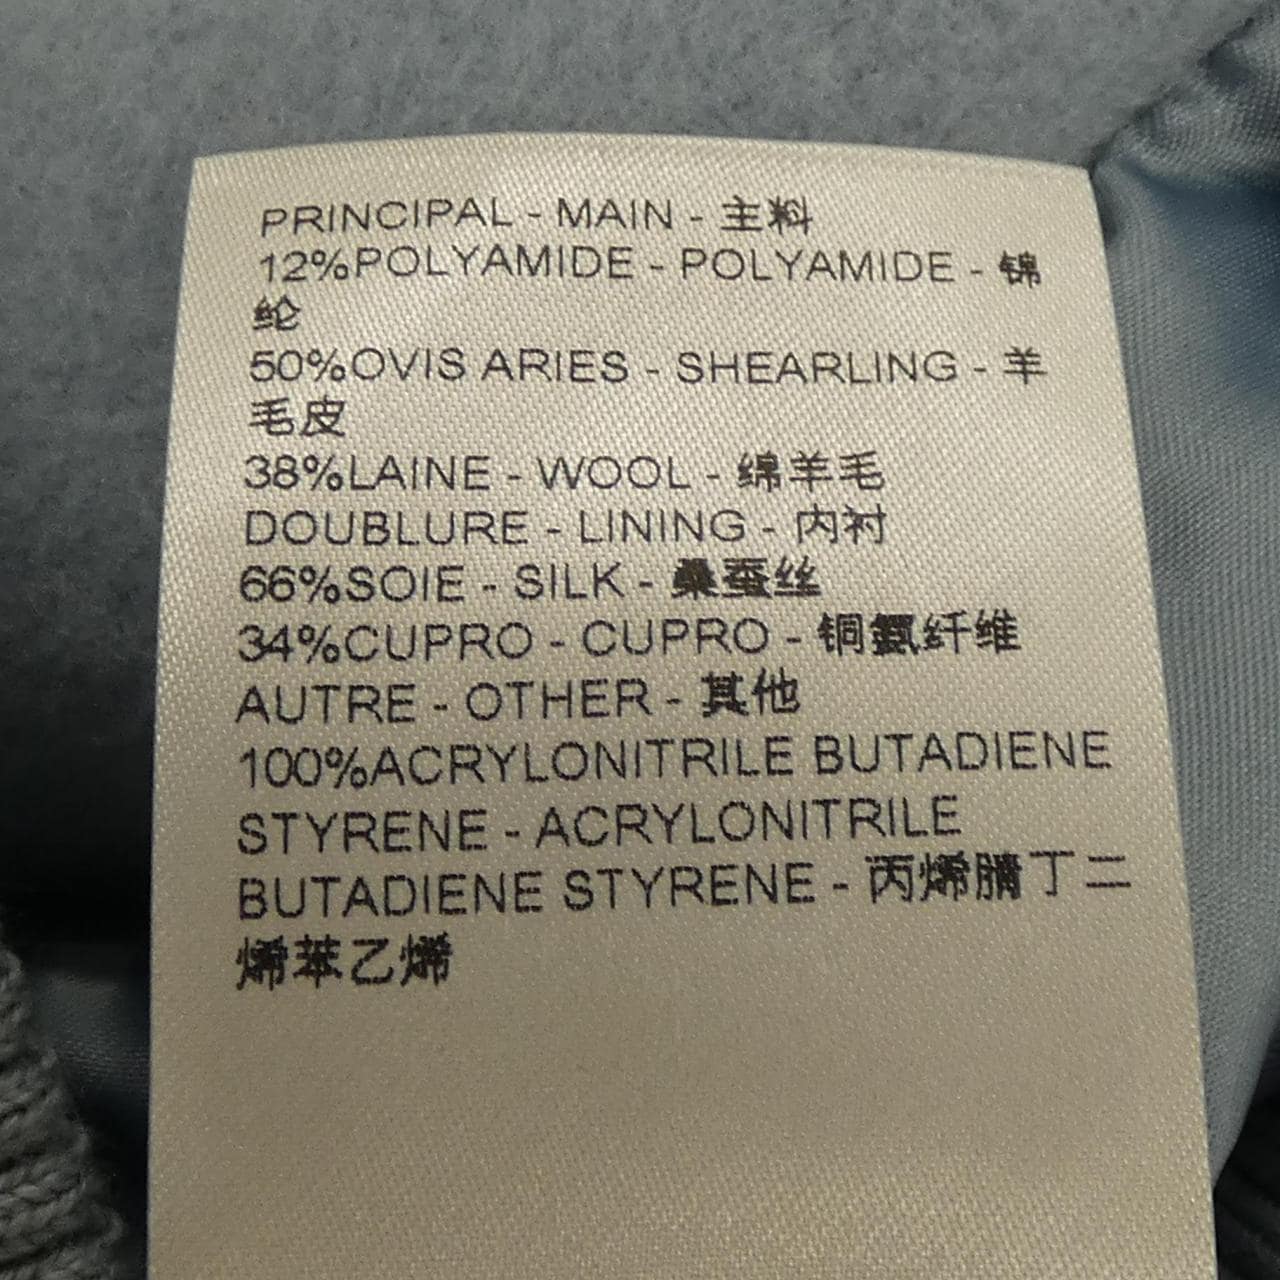 PRINCIPAL - MAIN - 主料
12%POLYAMIDE - POLYAMIDE - 锦
纶
50%OVIS ARIES - SHEARLING - 羊
毛皮
38%LAINE - WOOL - 绵羊毛
DOUBLURE - LINING - 内衬
66%SOIE - SILK - 桑蚕丝
34%CUPRO - CUPRO - 铜氨纤维
AUTRE - OTHER - 其他
100%ACRYLONITRILE BUTADIENE
STYRENE - ACRYLONITRILE
BUTADIENE STYRENE - 丙烯腈丁二
烯苯乙烯